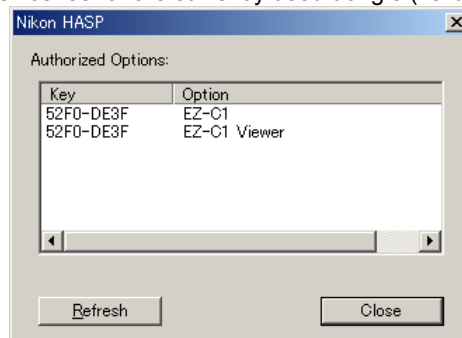 Nikon HASP
Authorized Options:
Key Option
52F0-DE3F EZ-C1
52F0-DE3F EZ-C1 Viewer
Refresh Close